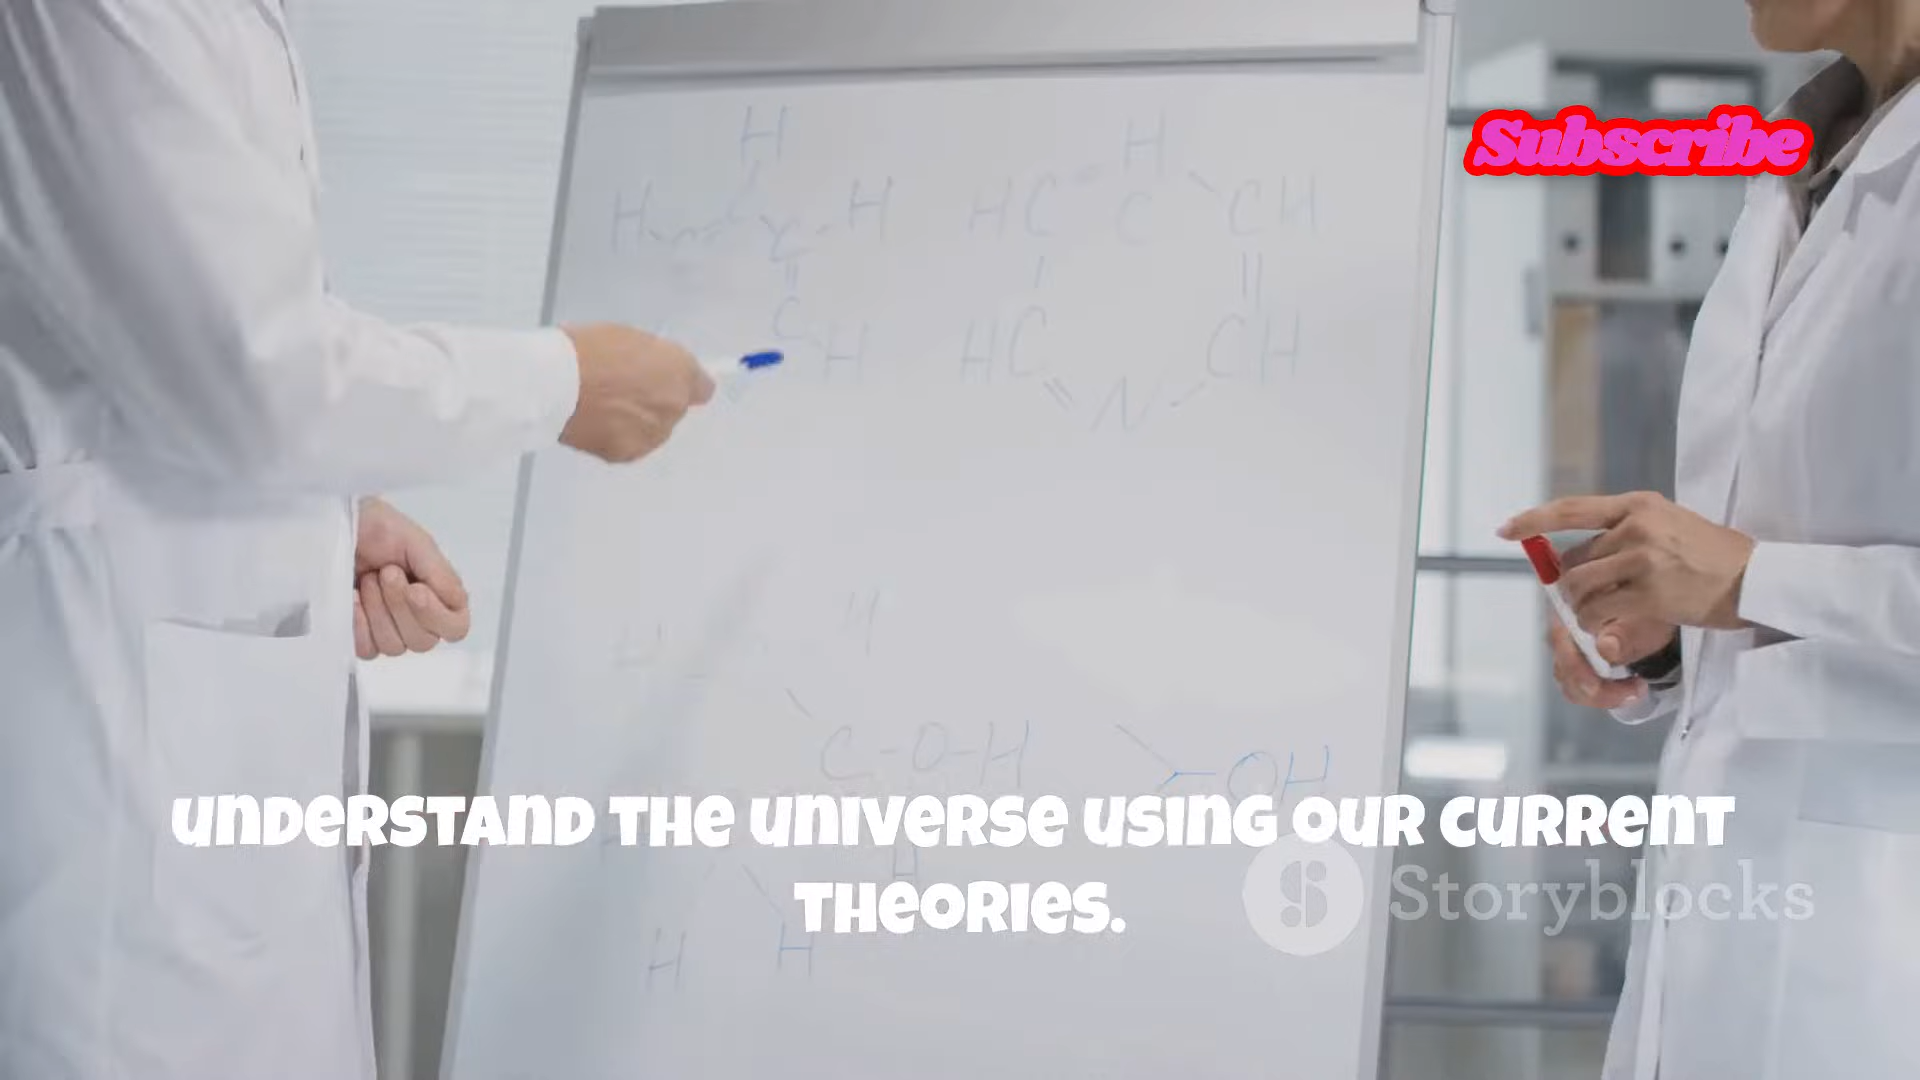 Subscribe
H
H
H
H
HC
C
CH
C
C
H
HC
CH
N
H
H
C-O-H
OH
understand the universe using our current
theories.
Storyblocks
H
H
H